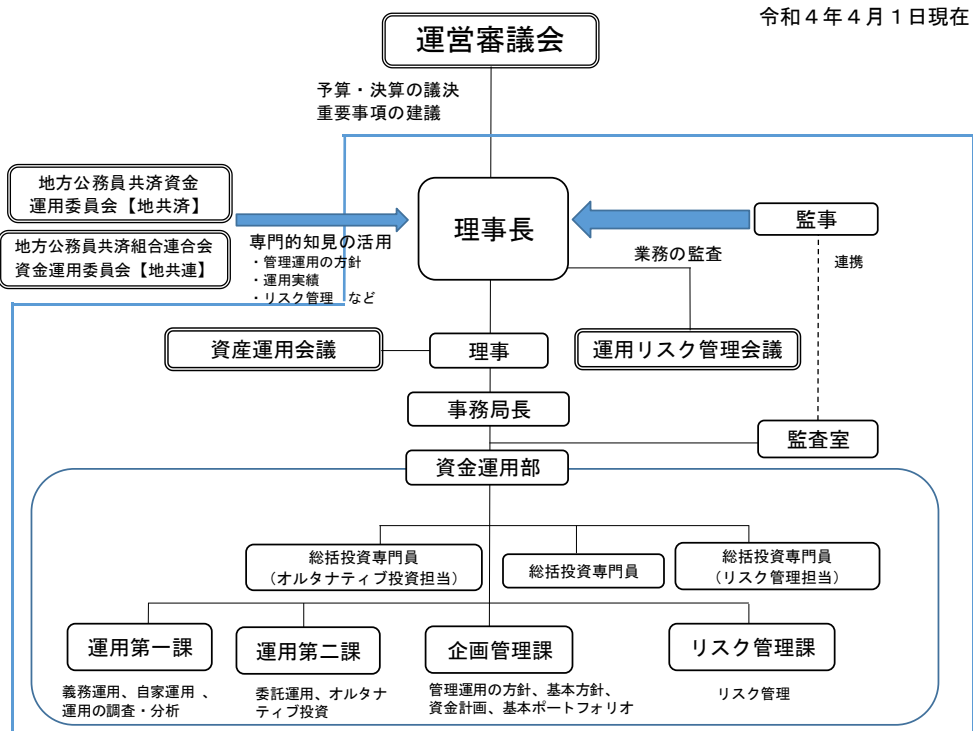 令和４年４月１日現在
運営審議会
予算・決算の議決
重要事項の建議
地方公務員共済資金
運用委員会【地共済】
地方公務員共済組合連合会
資金運用委員会【地共連】
専門的知見の活用
・管理運用の方針
・運用実績
・リスク管理　など
理事長
監事
業務の監査
連携
資産運用会議
理事
運用リスク管理会議
事務局長
監査室
資金運用部
総括投資専門員
（オルタナティブ投資担当）
総括投資専門員
総括投資専門員
（リスク管理担当）
運用第一課
義務運用、自家運用、
運用の調査・分析
運用第二課
委託運用、オルタナ
ティブ投資
企画管理課
管理運用の方針、基本方針、
資金計画、基本ポートフォリオ
リスク管理課
リスク管理